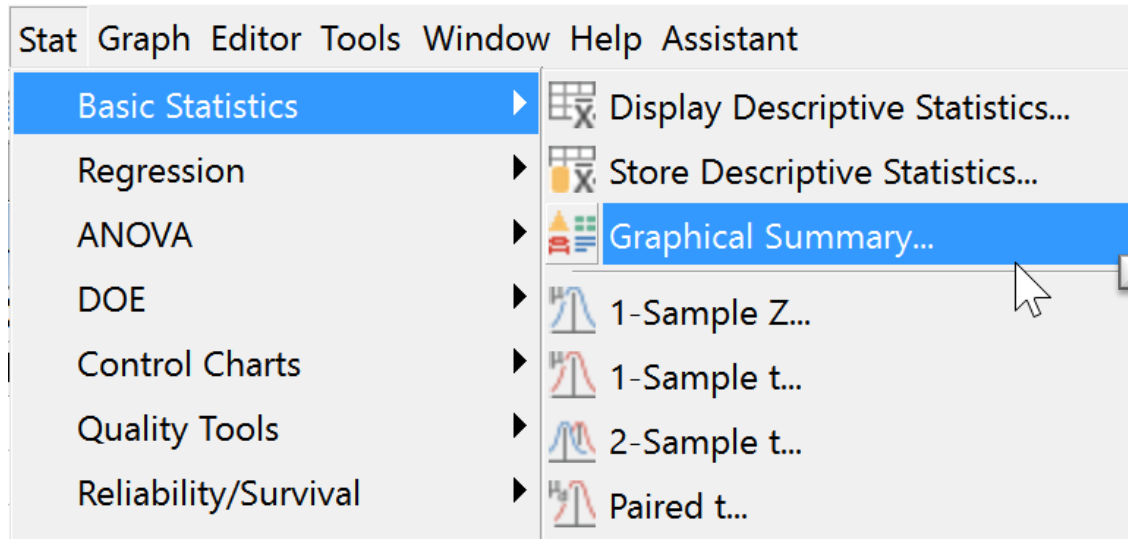 Stat Graph Editor Tools Window Help Assistant
Basic Statistics
Regression
ANOVA
DOE
Control Charts
Quality Tools
Reliability/Survival
Display Descriptive Statistics...
Store Descriptive Statistics...
Graphical Summary...
1-Sample Z...
1-Sample t...
2-Sample t...
Paired t...